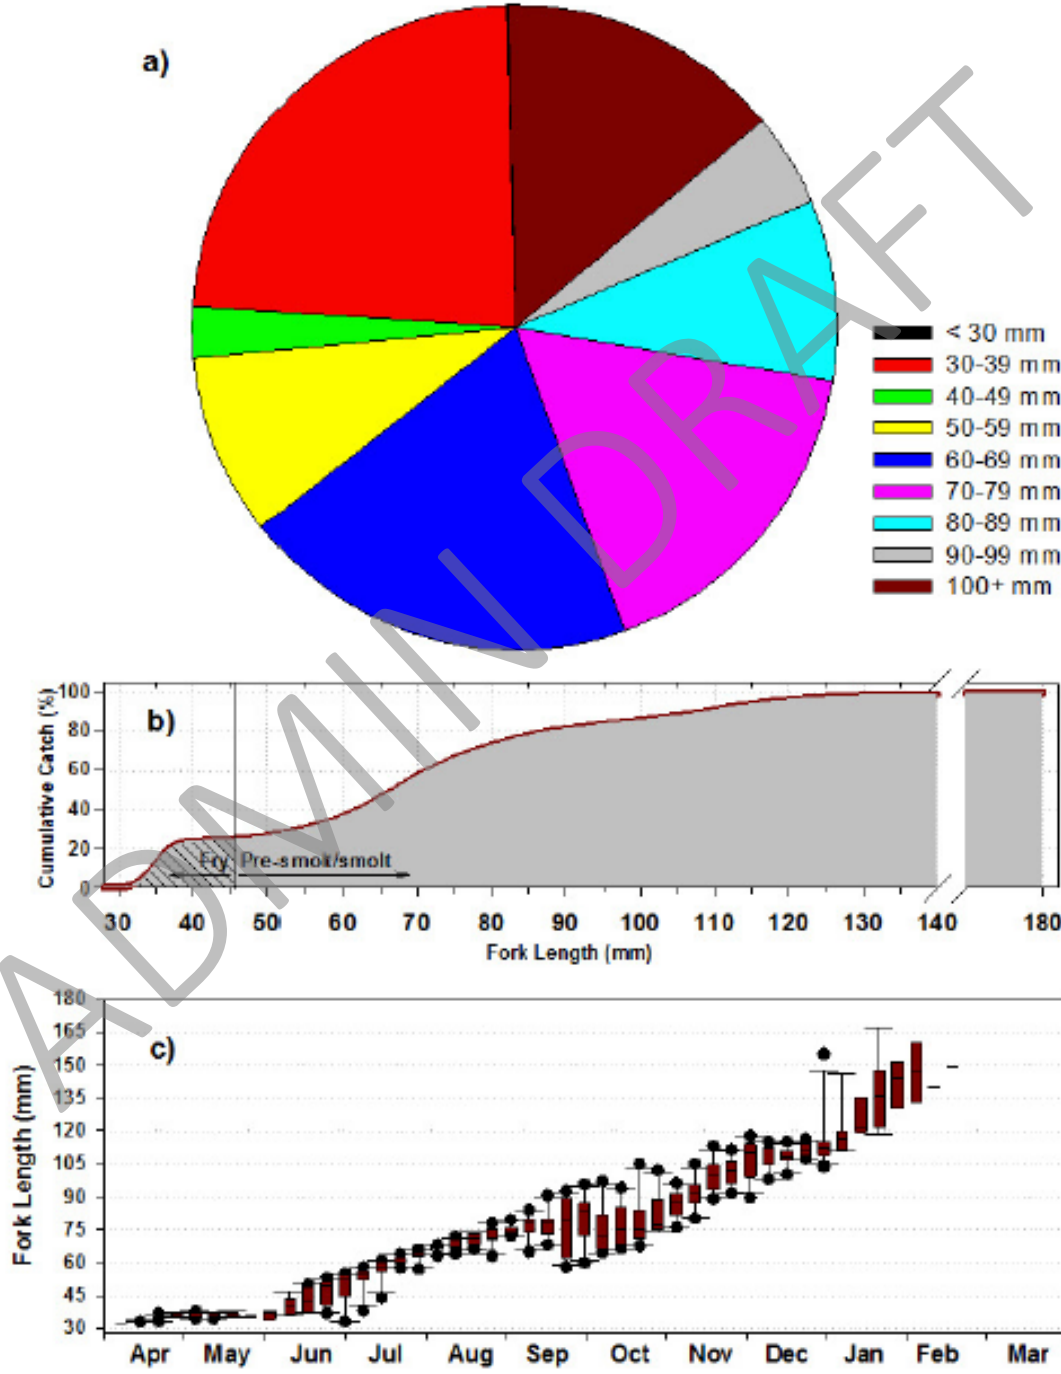 a)
< 30 mm
30-39 mm
40-49 mm
50-59 mm
60-69 mm
70-79 mm
80-89 mm
90-99 mm
100+ mm
ADMIN DRAFT
b)
Cumulative Catch (%)
100
80
60
40
20
0
Fry Pre-smolt/smolt
30 40 50 60 70 80 90 100 110 120 130 140 180
Fork Length (mm)
c)
Fork Length (mm)
180
165
150
135
120
105
90
75
60
45
30
Apr May Jun Jul Aug Sep Oct Nov Dec Jan Feb Mar